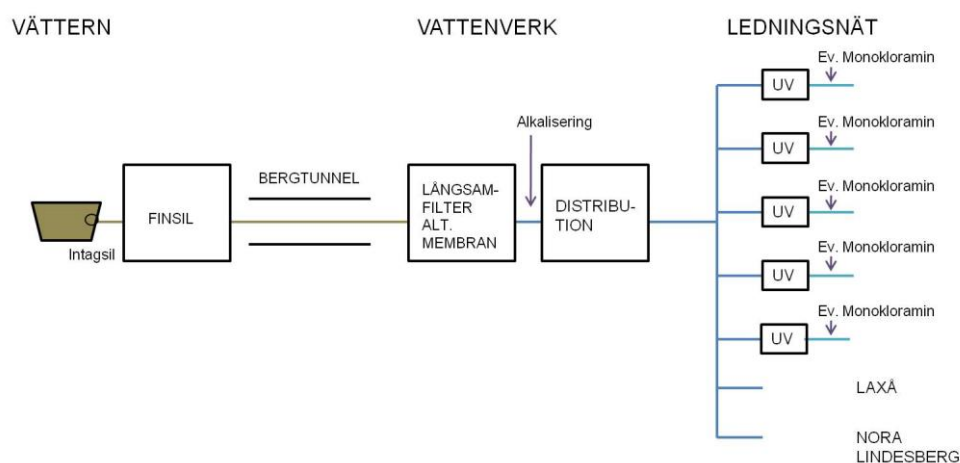 VÄTTERN
VATTENVERK
LEDNINGSNÄT
Intagsil
FINSIL
BERGTUNNEL
LÅNGSAM-
FILTER
ALT.
MEMBRAN
Alkalisering
DISTRIBU-
TION
Ev. Monokloramin
UV
Ev. Monokloramin
UV
Ev. Monokloramin
UV
Ev. Monokloramin
UV
Ev. Monokloramin
UV
LAXÅ
NORA
LINDESBERG